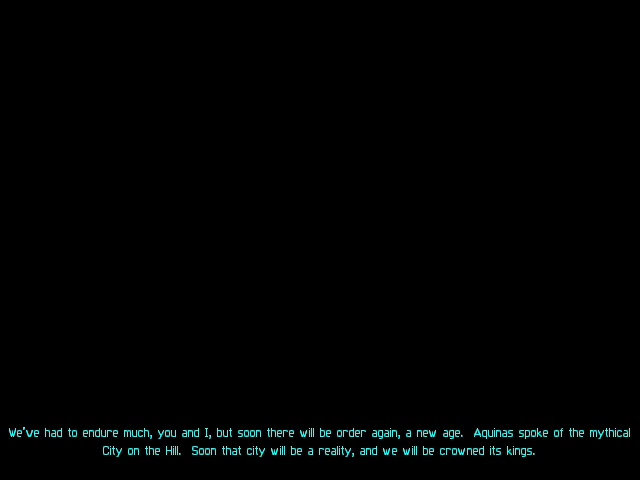 We've had to endure much, you and I, but soon there will be order again, a new age.  Aquinas spoke of the mythical
City on the Hill.  Soon that city will be a reality, and we will be crowned its kings.